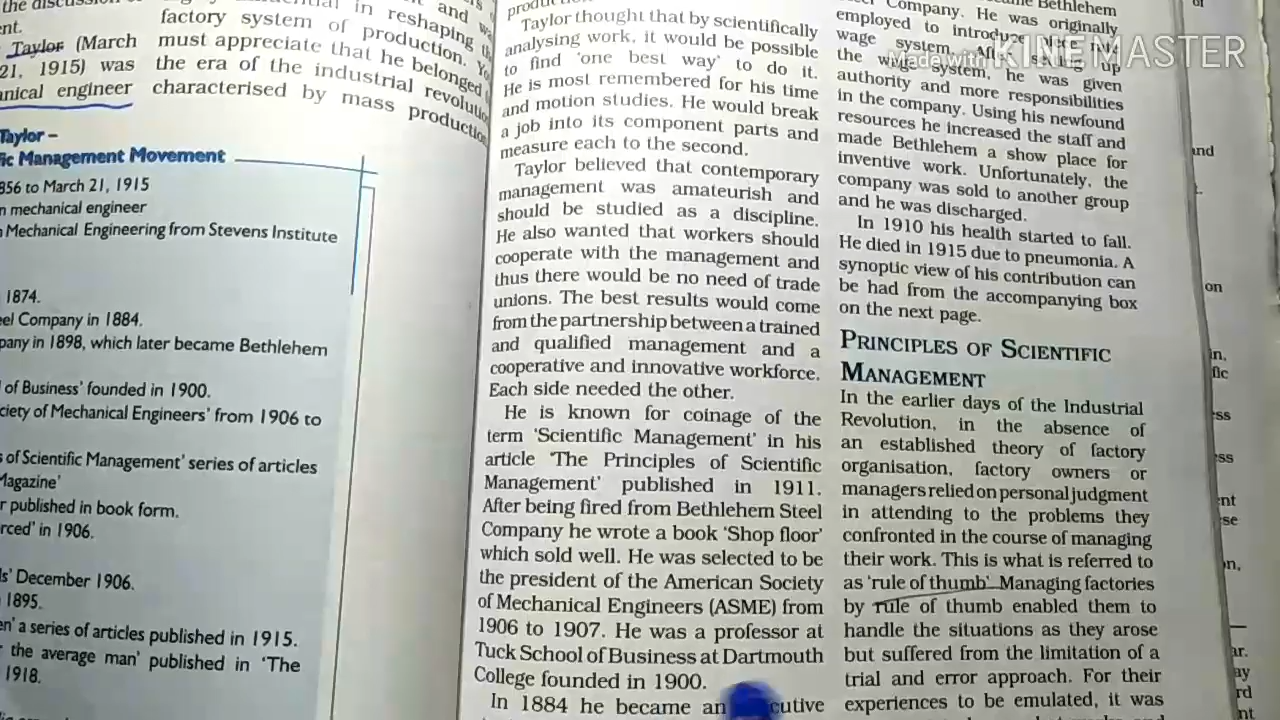 the discussion of
nt.
Taylor (March
21, 1915) was
nical engineer
in reshaping
factory system of production.
must appreciate that he belonged
the era of the industrial
characterised by mass
Taylor –
Management Movement
856 to March 21, 1915
mechanical engineer
Mechanical Engineering from Stevens Institute
1874.
Company in 1884.
in 1898, which later became Bethlehem
of Business' founded in 1900.
of Mechanical Engineers' from 1906 to
of Scientific Management' series of articles
Magazine'
published in book form.
in 1906.
December 1906.
1895.
a series of articles published in 1915.
the average man' published in 'The
1918.
Taylor thought that by scientifically
analysing work, it would be possible
to find 'one best way' to do it.
He is most remembered for his time
and motion studies. He would break
a job into its component parts and
measure each to the second.
Taylor believed that contemporary
management was amateurish and
should be studied as a discipline.
He also wanted that workers should
cooperate with the management and
thus there would be no need of trade
unions. The best results would come
from the partnership between a trained
and qualified management and a
cooperative and innovative workforce.
Each side needed the other.
He is known for coinage of the
term 'Scientific Management' in his
article 'The Principles of Scientific
Management' published in 1911.
After being fired from Bethlehem Steel
Company he wrote a book 'Shop floor'
which sold well. He was selected to be
the president of the American Society
of Mechanical Engineers (ASME) from
1906 to 1907. He was a professor at
Tuck School of Business at Dartmouth
College founded in 1900.
In 1884 he became an
Bethlehem
Company. He was originally
employed to introduce
wage system. up
the wage system, he was given
authority and more responsibilities
in the company. Using his newfound
resources he increased the staff and
made Bethlehem a show place for
inventive work. Unfortunately, the
company was sold to another group
and he was discharged.
In 1910 his health started to fall.
He died in 1915 due to pneumonia. A
synoptic view of his contribution can
be had from the accompanying box
on the next page.
PRINCIPLES OF SCIENTIFIC
MANAGEMENT
In the earlier days of the Industrial
Revolution, in the absence of
an established theory of factory
organisation, factory owners or
managers relied on personal judgment
in attending to the problems they
confronted in the course of managing
their work. This is what is referred to
as 'rule of thumb'. Managing factories
by rule of thumb enabled them to
handle the situations as they arose
but suffered from the limitation of a
trial and error approach. For their
experiences to be emulated, it was
Made with KINEMASTER